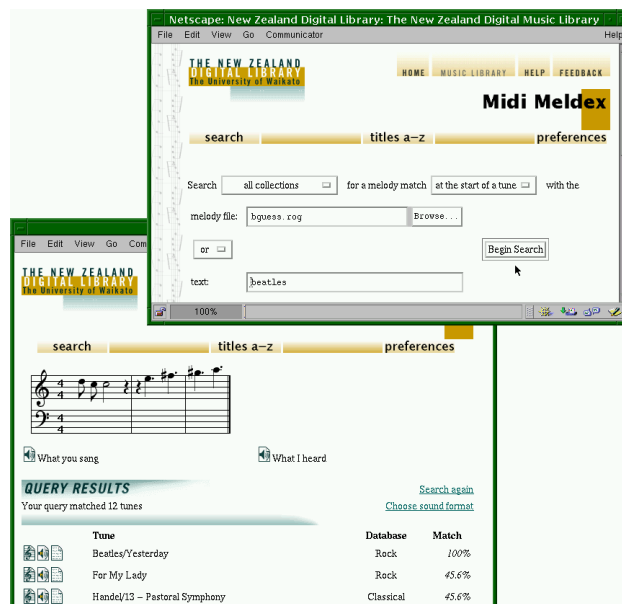 Netscape: New Zealand Digital Library: The New Zealand Digital Music Library
File Edit View Go Communicator Help
THE NEW ZEALAND
DIGITAL LIBRARY
The University of Waikato
HOME MUSIC LIBRARY HELP FEEDBACK
Midi Meldex
search titles a–z preferences
Search all collections for a melody match at the start of a tune with the
melody file: bguess.rog Browse...
or Begin Search
text: beatles
100%
File Edit View Go Com
THE NEW ZEALAND
DIGITAL LIBRARY
The University of Waikato
search titles a–z preferences
4 4
4 4
What you sang What I heard
QUERY RESULTS Search again
Your query matched 12 tunes Choose sound format
Tune Database Match
Beatles/Yesterday Rock 100%
For My Lady Rock 45.6%
Handel/13 – Pastoral Symphony Classical 45.6%